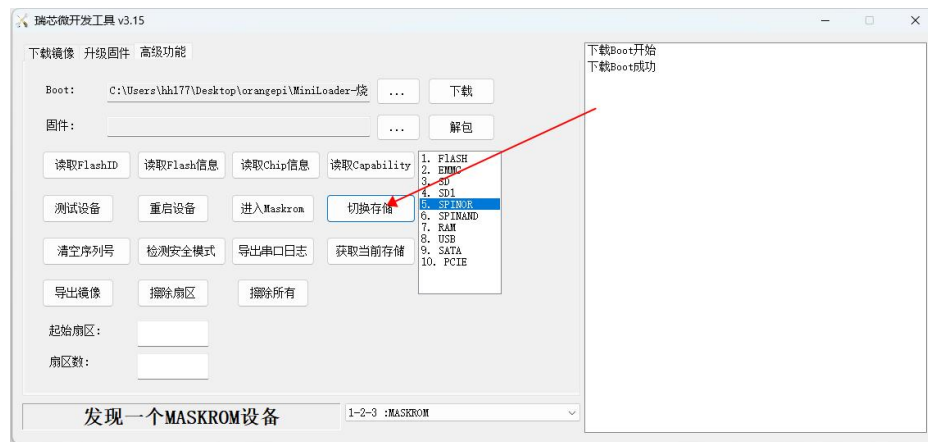 瑞芯微开发工具 v3.15
下载镜像 升级固件 高级功能
Boot: C:\Users\hh177\Desktop\orangepi\MiniLoader-烧 ... 下载
固件: ... 解包
读取FlashID 读取Flash信息 读取Chip信息 读取Capability
测试设备 重启设备 进入Maskrom 切换存储
清空序列号 检测安全模式 导出串口日志 获取当前存储
导出镜像 擦除扇区 擦除所有
起始扇区:
扇区数:
1. FlASH
2. EMMC
3. SD
4. SD1
5. SPINOR
6. SPINAND
7. RAM
8. USB
9. SATA
10. PCIE
发现一个MASKROM设备 1-2-3 :MASKROM
下载Boot开始
下载Boot成功